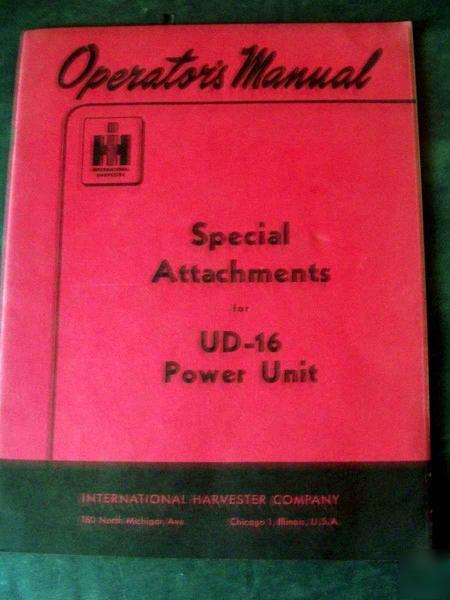 Operator's Manual
IH
INTERNATIONAL
HARVESTER
Special
Attachments
for
UD-16
Power Unit
INTERNATIONAL HARVESTER COMPANY
180 North Michigan Ave. Chicago 1, Illinois, U.S.A.